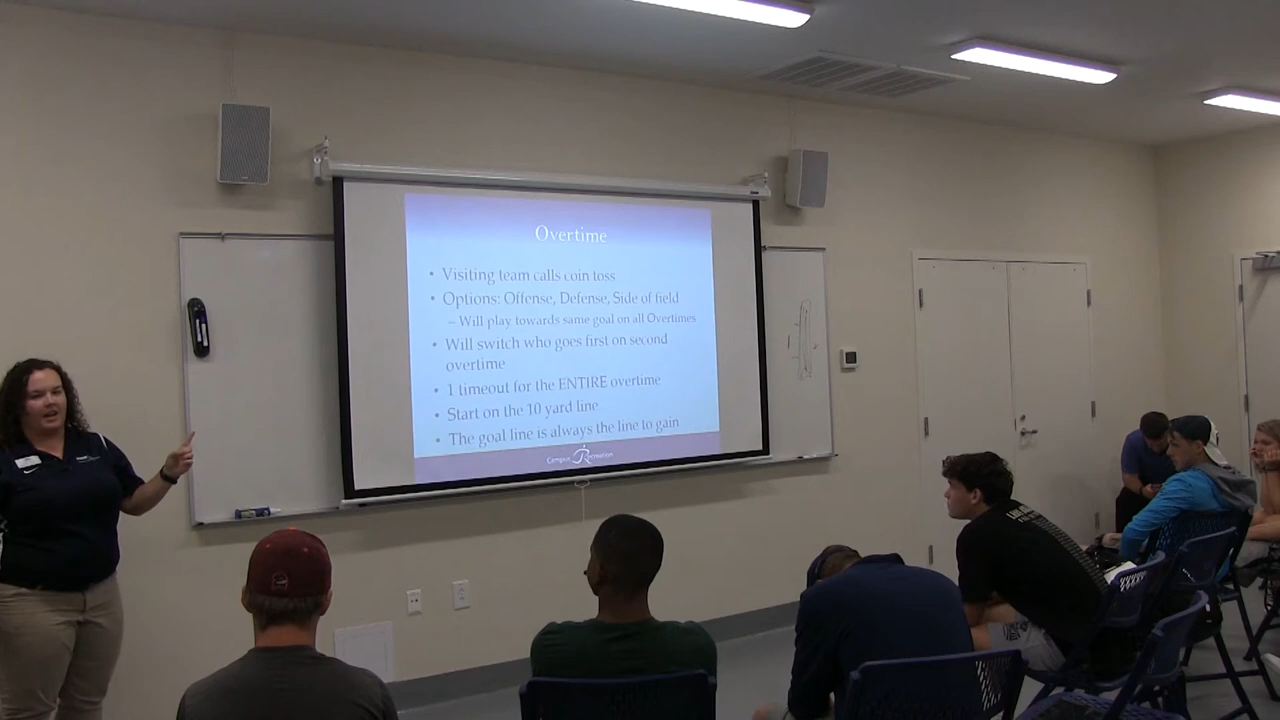 Overtime
• Visiting team calls coin toss
• Options: Offense, Defense, Side of field
– Will play towards same goal on all Overtimes
• Will switch who goes first on second
overtime
• 1 timeout for the ENTIRE overtime
• Start on the 10 yard line
• The goal line is always the line to gain
Campus Recreation